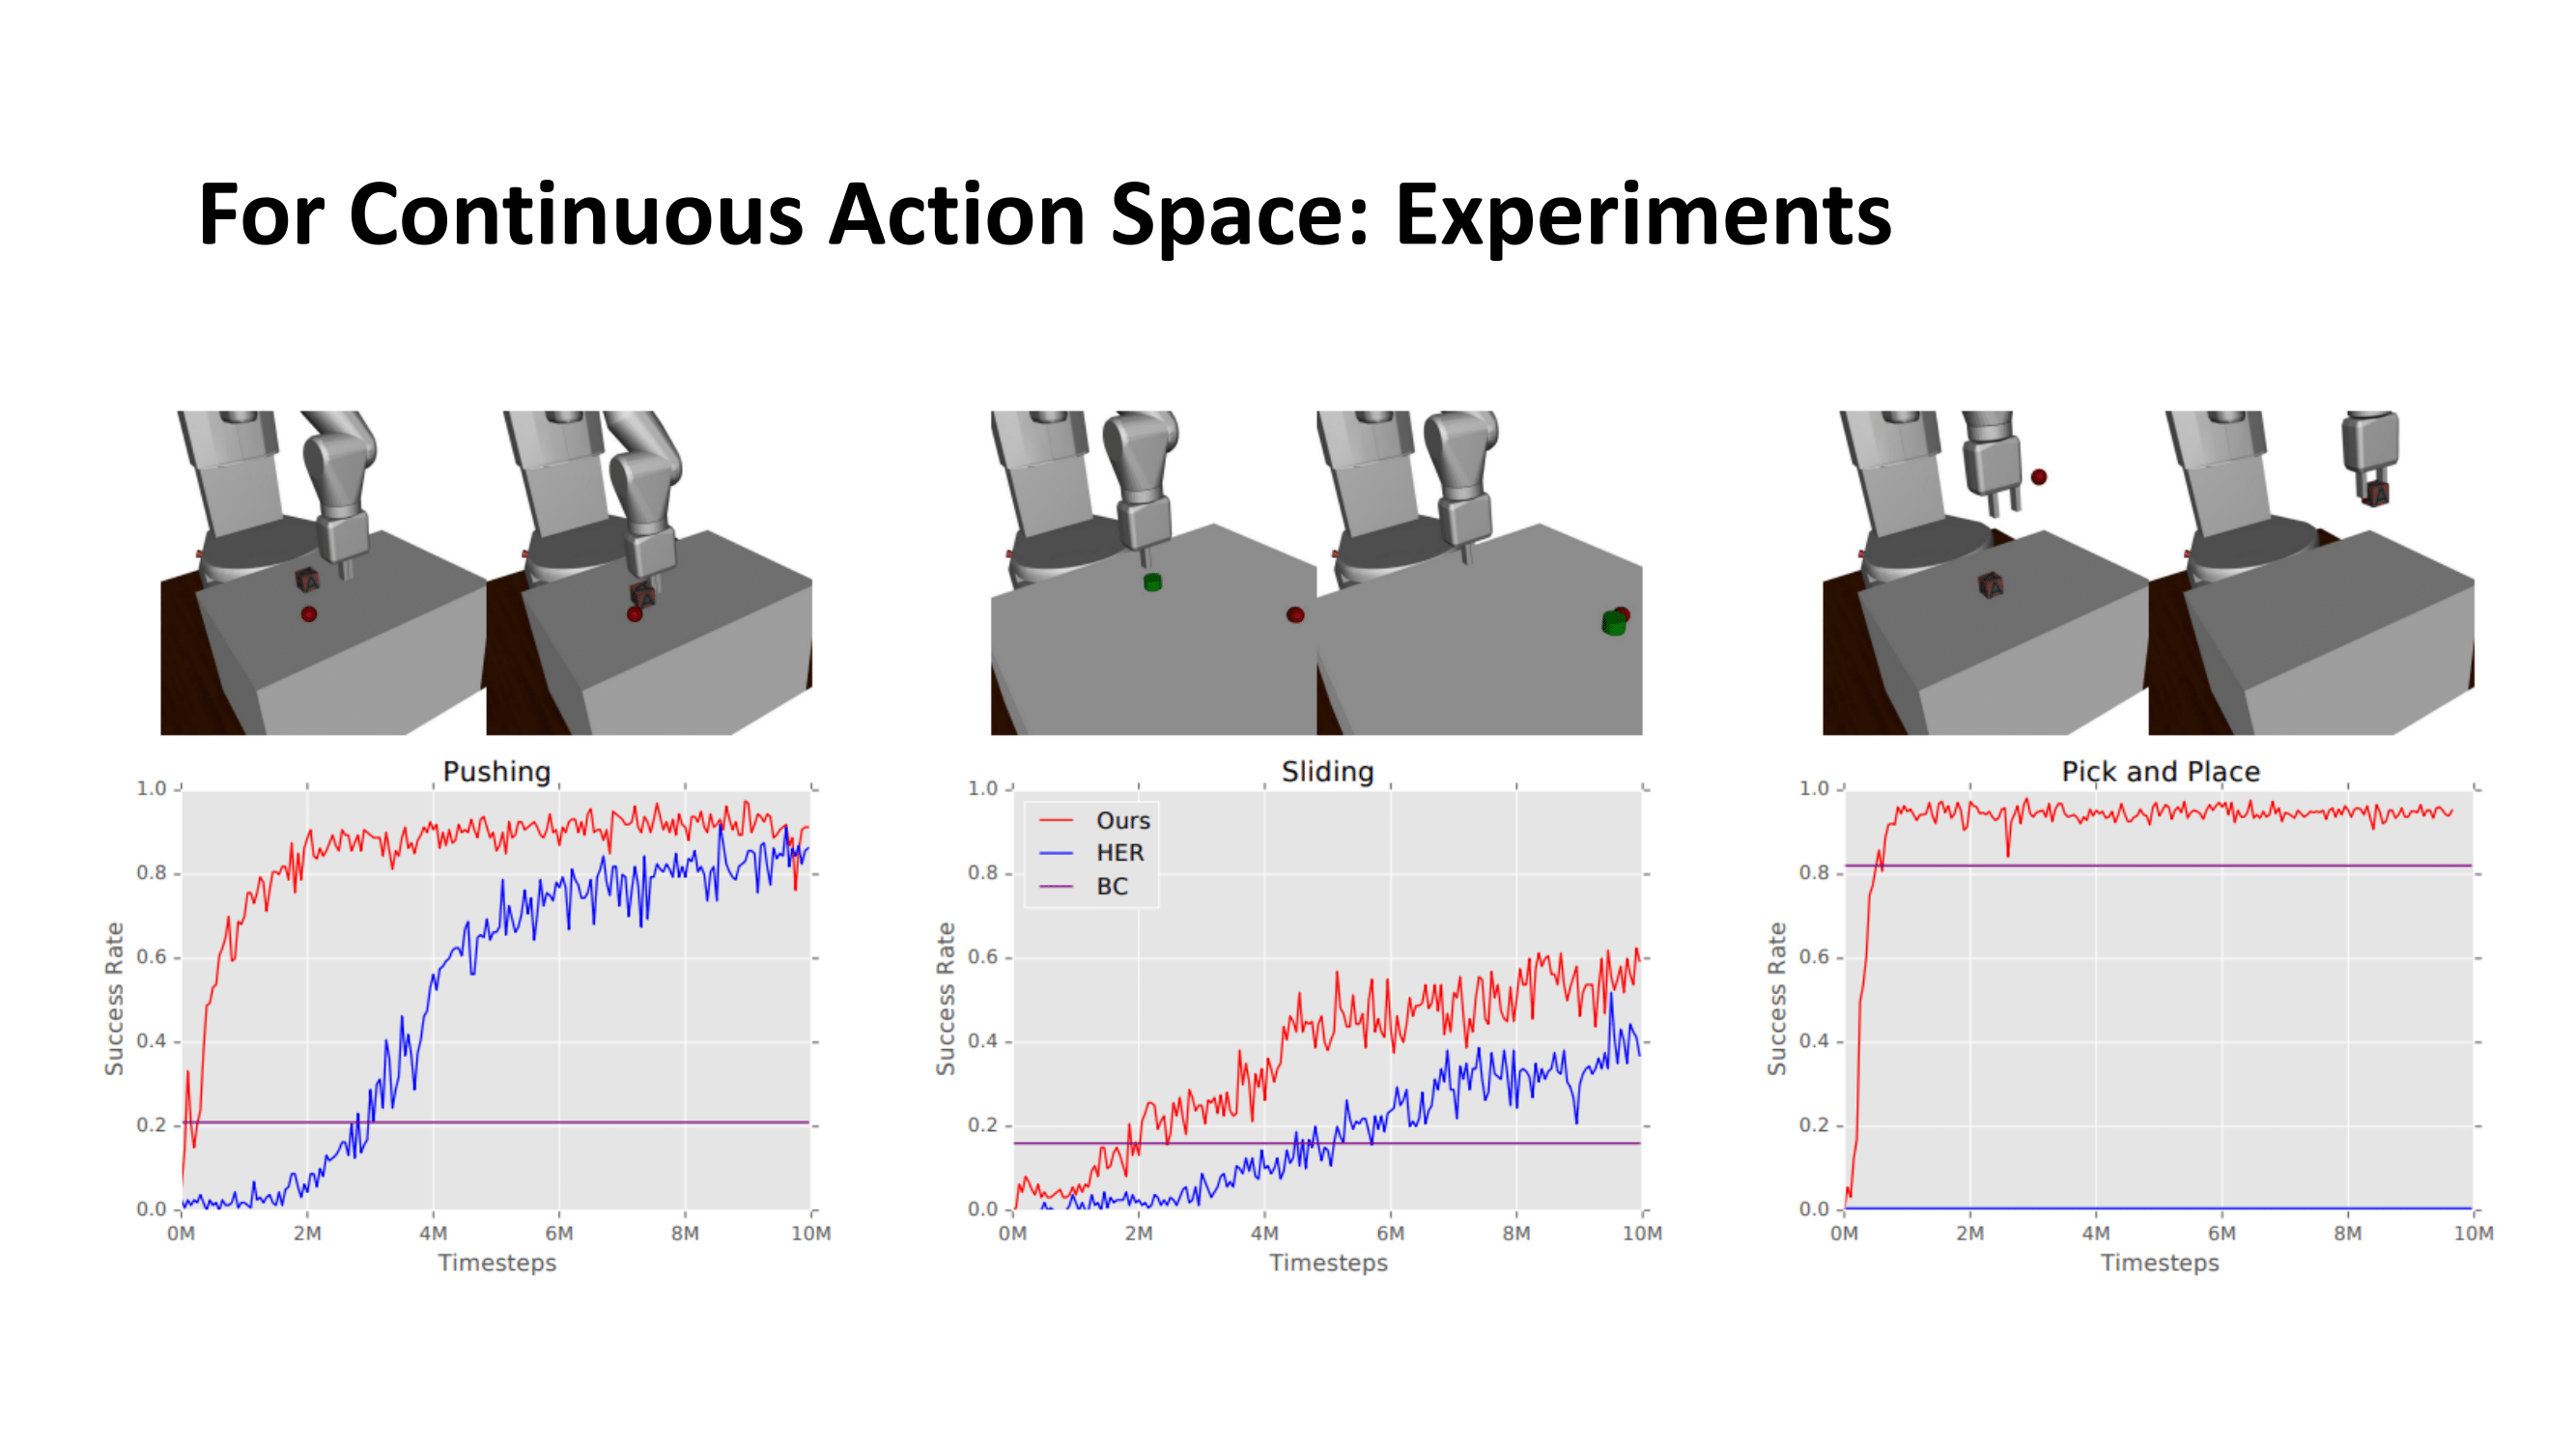 For Continuous Action Space: Experiments
A
A
A
A
Pushing
1.0
0.8
0.6
0.4
0.2
0.0
Success Rate
0M 2M 4M 6M 8M 10M
Timesteps
Sliding
Ours
HER
BC
1.0
0.8
0.6
0.4
0.2
0.0
Success Rate
0M 2M 4M 6M 8M 10M
Timesteps
Pick and Place
1.0
0.8
0.6
0.4
0.2
0.0
Success Rate
0M 2M 4M 6M 8M 10M
Timesteps